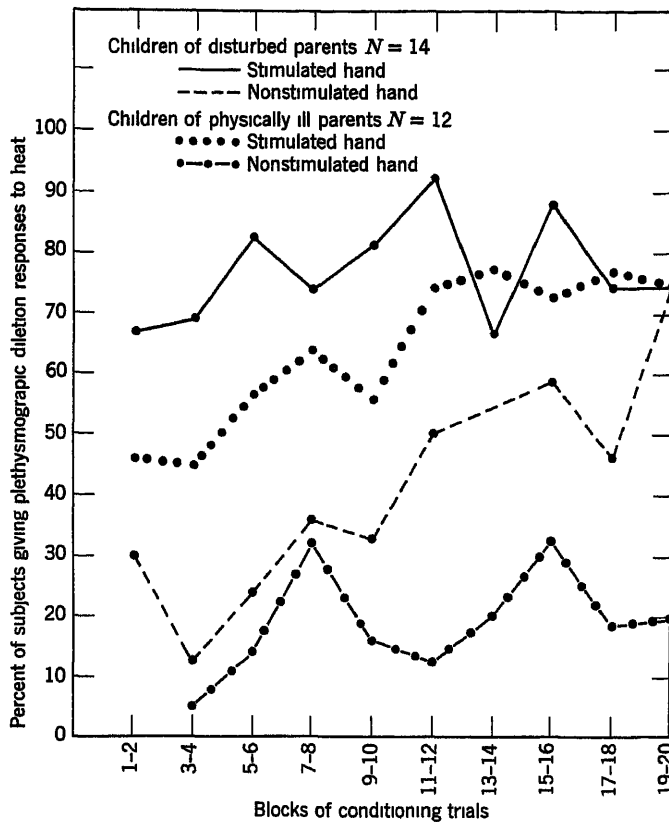 Children of disturbed parents N = 14
Stimulated hand
Nonstimulated hand
Children of physically ill parents N = 12
Stimulated hand
Nonstimulated hand
100
90
80
70
60
50
40
30
20
10
0
Percent of subjects giving plethysmograpic diletion responses to heat
1–2
3–4
5–6
7–8
9–10
11–12
13–14
15–16
17–18
19–20
Blocks of conditioning trials